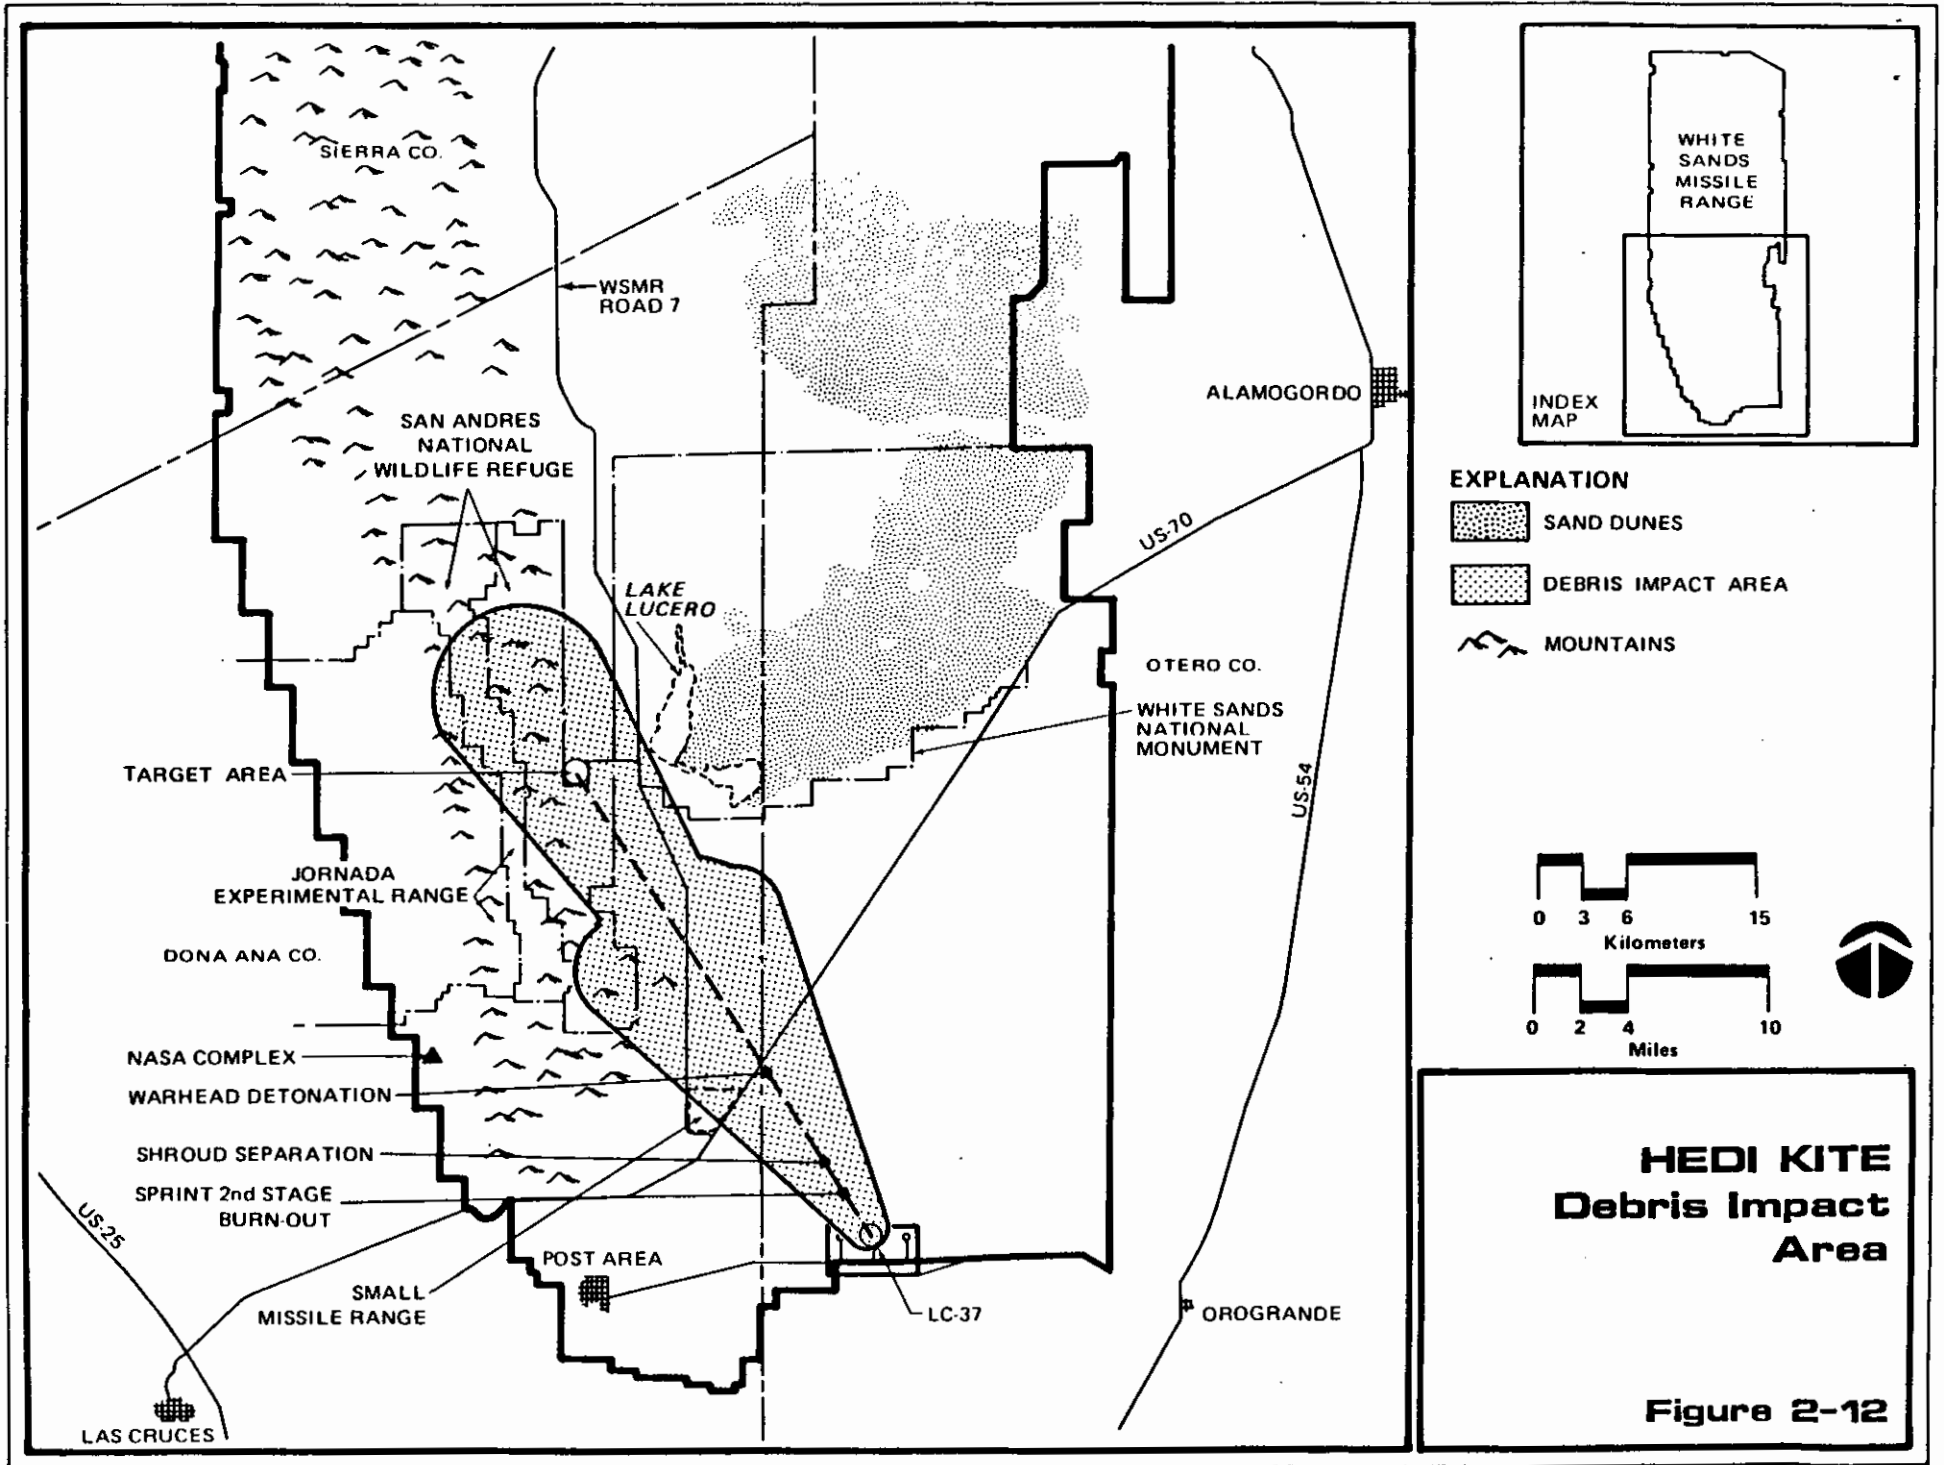 SIERRA CO.
WSMR
ROAD 7
SAN ANDRES
NATIONAL
WILDLIFE REFUGE
LAKE
LUCERO
ALAMOGORDO
US-70
OTERO CO.
WHITE SANDS
NATIONAL
MONUMENT
US-54
TARGET AREA
JORNADA
EXPERIMENTAL RANGE
DONA ANA CO.
NASA COMPLEX
WARHEAD DETONATION
SHROUD SEPARATION
SPRINT 2nd STAGE
BURN-OUT
US-25
POST AREA
SMALL
MISSILE RANGE
LC-37
OROGRANDE
LAS CRUCES
WHITE
SANDS
MISSILE
RANGE
INDEX
MAP
EXPLANATION
SAND DUNES
DEBRIS IMPACT AREA
MOUNTAINS
0 3 6 15
Kilometers
0 2 4 10
Miles
HEDI KITE
Debris Impact
Area
Figure 2-12